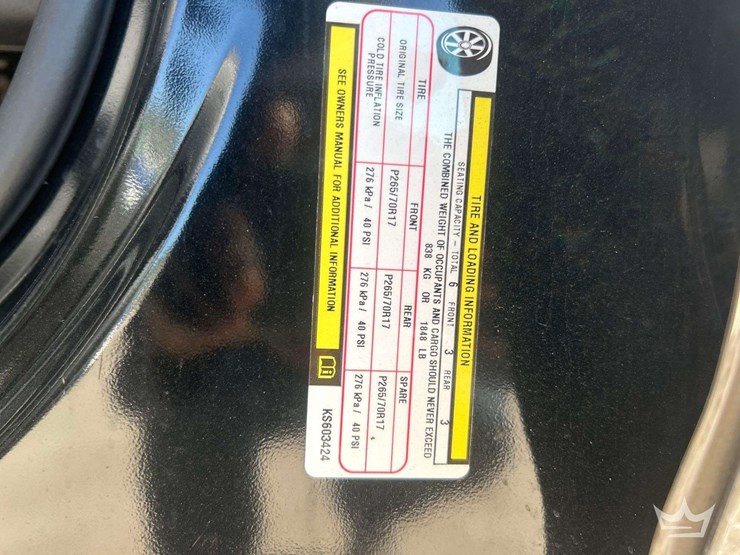 TIRE AND LOADING INFORMATION
SEATING CAPACITY – TOTAL 6 FRONT 3 REAR 3
THE COMBINED WEIGHT OF OCCUPANTS AND CARGO SHOULD NEVER EXCEED
838 KG OR 1848 LB
TIRE FRONT REAR SPARE
ORIGINAL TIRE SIZE P265/70R17 P265/70R17 P265/70R17
COLD TIRE INFLATION PRESSURE 276 kPa / 40 PSI 276 kPa / 40 PSI 276 kPa / 40 PSI
SEE OWNERS MANUAL FOR ADDITIONAL INFORMATION
KS603424